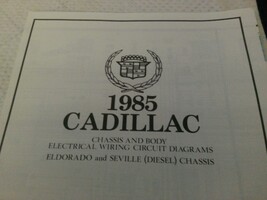 1985
CADILLAC
CHASSIS AND BODY
ELECTRICAL WIRING CIRCUIT DIAGRAMS
ELDORADO and SEVILLE (DIESEL) CHASSIS